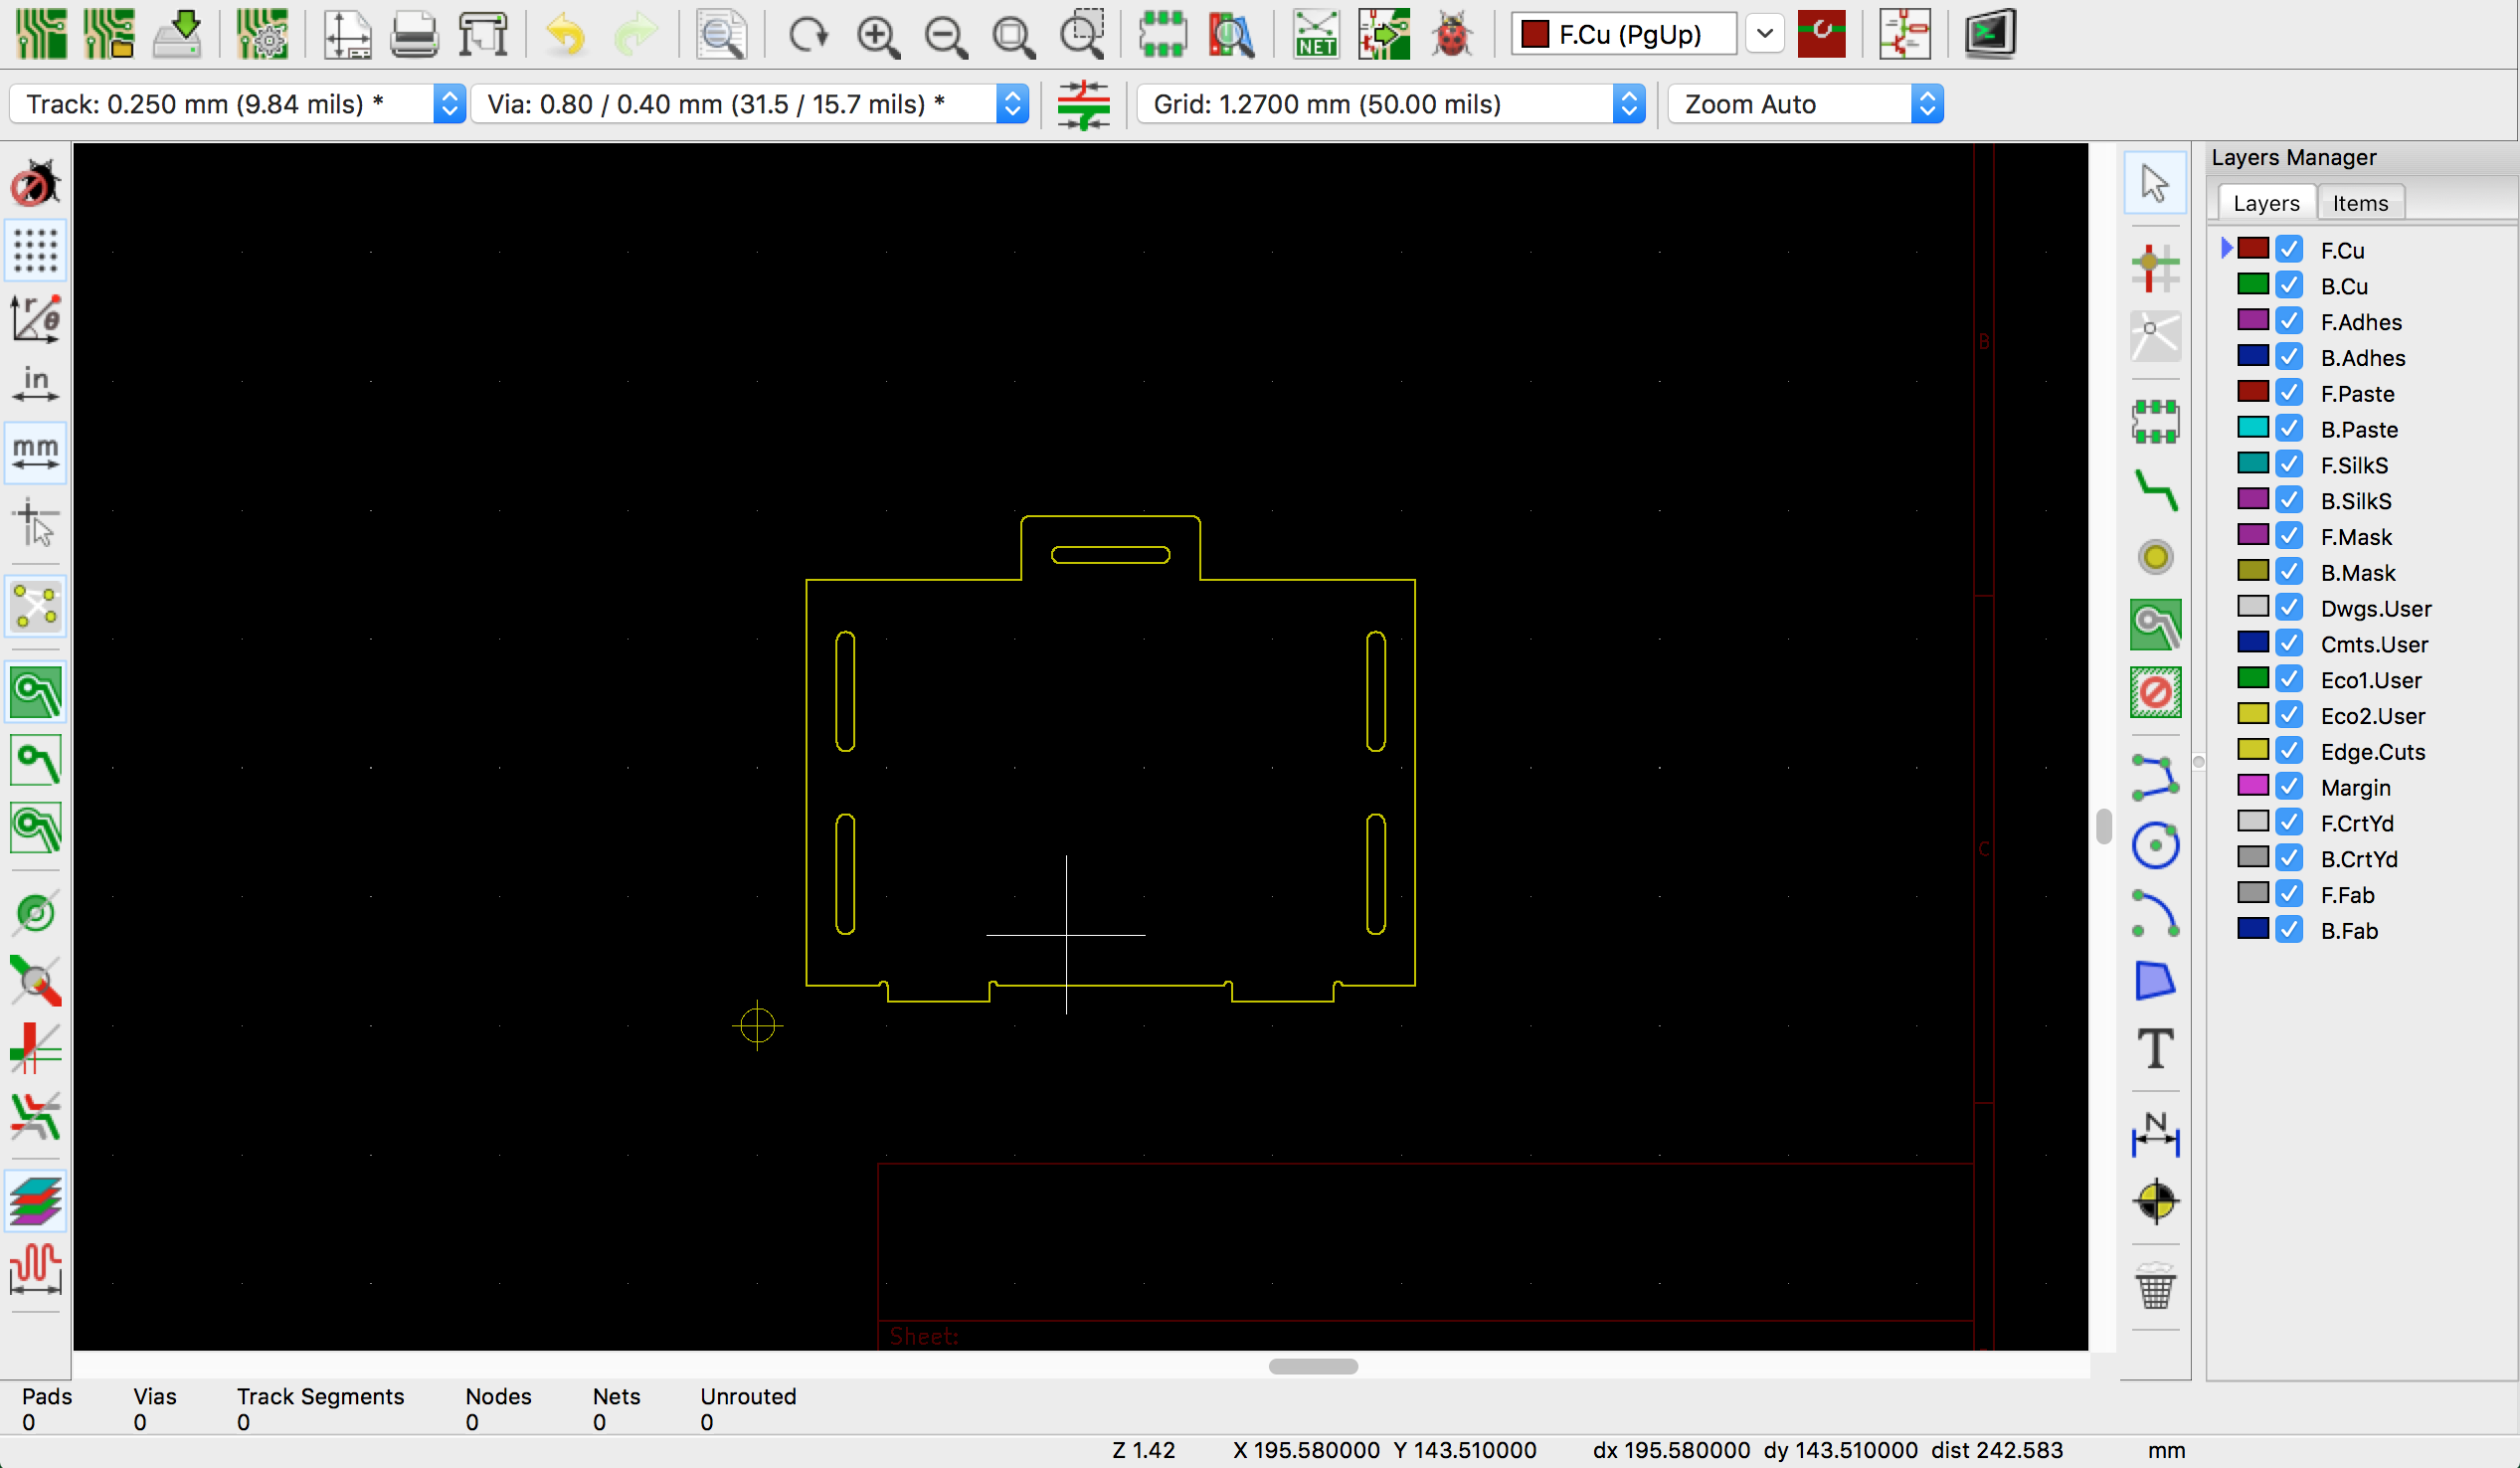 NET
F.Cu (PgUp)
Track: 0.250 mm (9.84 mils) *
Via: 0.80 / 0.40 mm (31.5 / 15.7 mils) *
Grid: 1.2700 mm (50.00 mils)
Zoom Auto
r
θ
in
mm
Layers Manager
Layers
Items
F.Cu
B.Cu
F.Adhes
B.Adhes
F.Paste
B.Paste
F.SilkS
B.SilkS
F.Mask
B.Mask
Dwgs.User
Cmts.User
Eco1.User
Eco2.User
Edge.Cuts
Margin
F.CrtYd
B.CrtYd
F.Fab
B.Fab
B
C
T
N
Sheet:
Pads Vias Track Segments Nodes Nets Unrouted
0 0 0 0 0 0
Z 1.42 X 195.580000 Y 143.510000 dx 195.580000 dy 143.510000 dist 242.583 mm